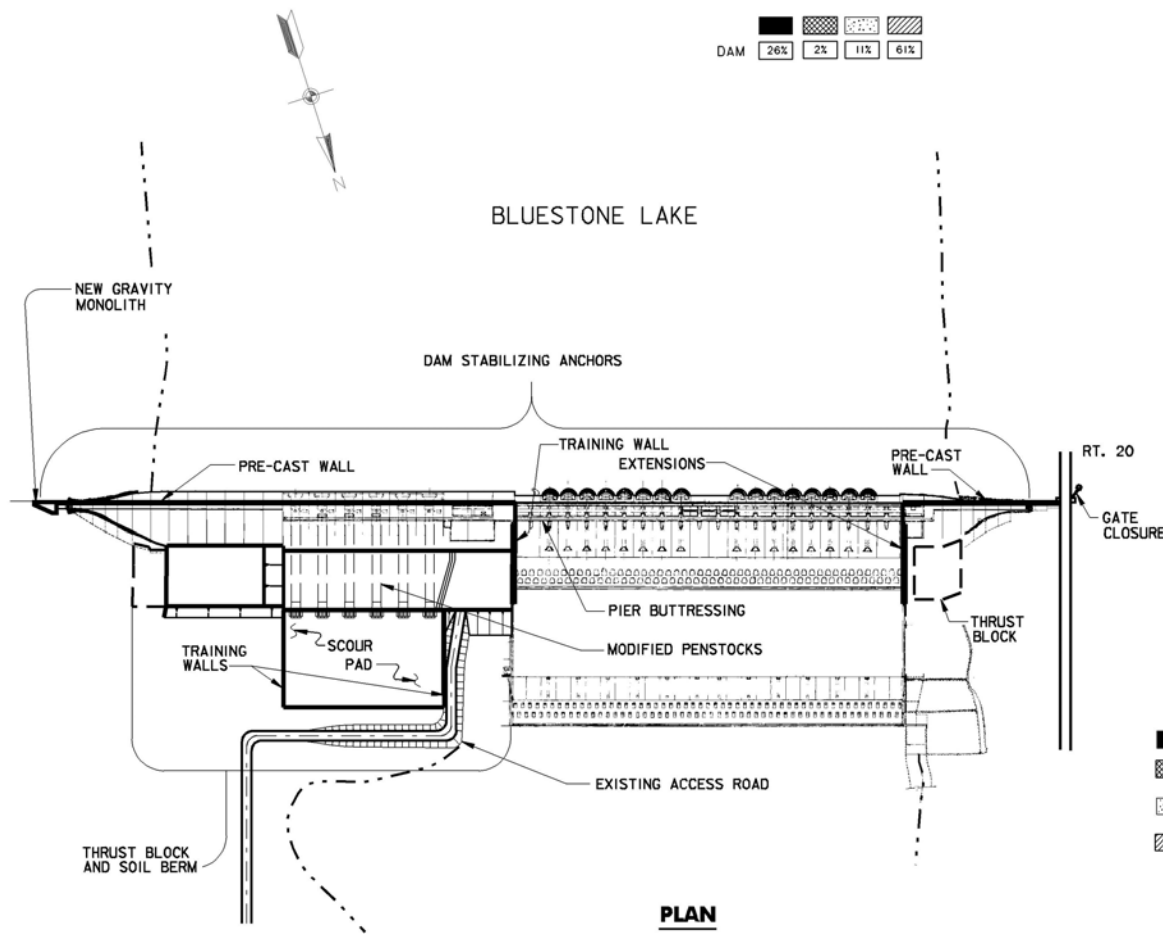 DAM 26% 2% 11% 61%
N
BLUESTONE LAKE
NEW GRAVITY
MONOLITH
DAM STABILIZING ANCHORS
TRAINING WALL
EXTENSIONS
PRE-CAST WALL
PRE-CAST
WALL
RT. 20
GATE
CLOSURE
PIER BUTTRESSING
THRUST
BLOCK
SCOUR
PAD
MODIFIED PENSTOCKS
TRAINING
WALLS
EXISTING ACCESS ROAD
THRUST BLOCK
AND SOIL BERM
PLAN